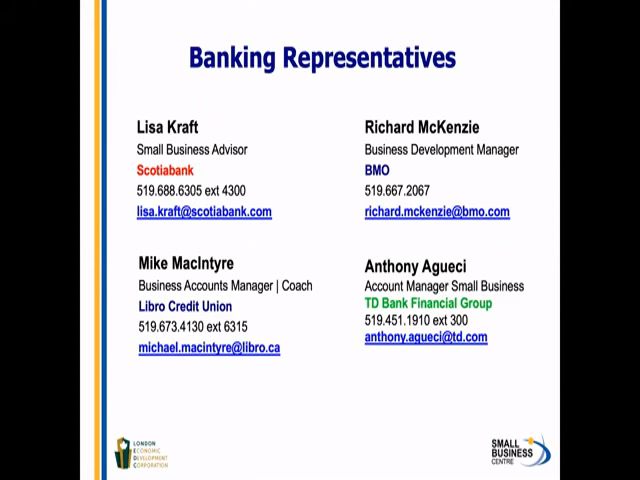 Banking Representatives
Lisa Kraft
Small Business Advisor
Scotiabank
519.688.6305 ext 4300
lisa.kraft@scotiabank.com
Richard McKenzie
Business Development Manager
BMO
519.667.2067
richard.mckenzie@bmo.com
Mike MacIntyre
Business Accounts Manager | Coach
Libro Credit Union
519.673.4130 ext 6315
michael.macintyre@libro.ca
Anthony Agueci
Account Manager Small Business
TD Bank Financial Group
519.451.1910 ext 300
anthony.agueci@td.com
LONDON
ECONOMIC
DEVELOPMENT
CORPORATION
SMALL
BUSINESS
CENTRE